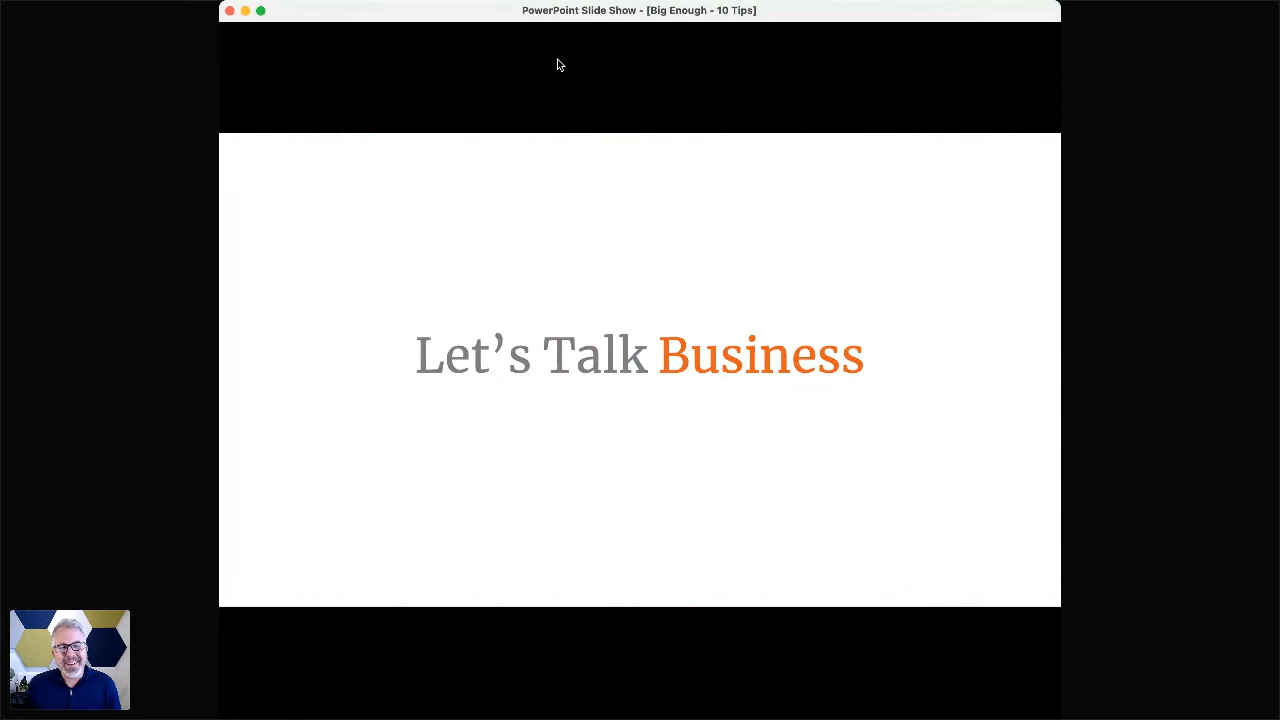 PowerPoint Slide Show - [Big Enough - 10 Tips]
Let’s Talk Business